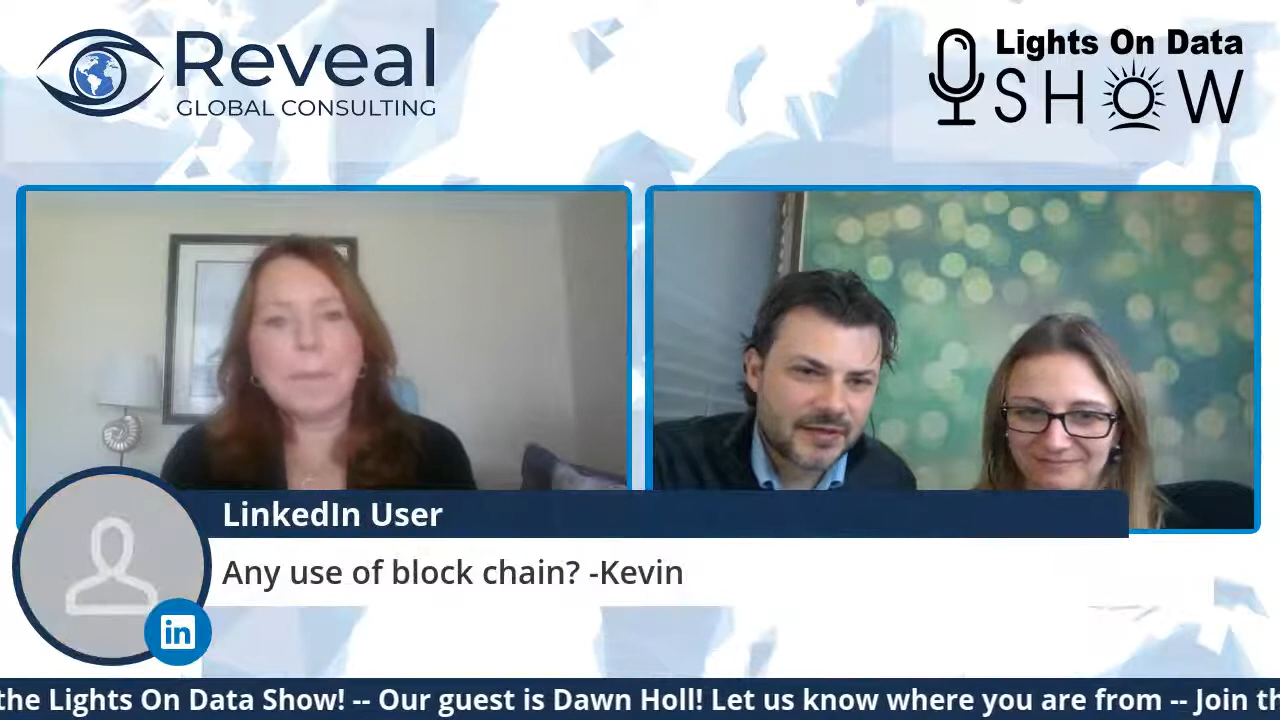 Reveal
GLOBAL CONSULTING
Lights On Data
SHOW
LinkedIn User
Any use of block chain? -Kevin
in
the Lights On Data Show! -- Our guest is Dawn Holl! Let us know where you are from -- Join th